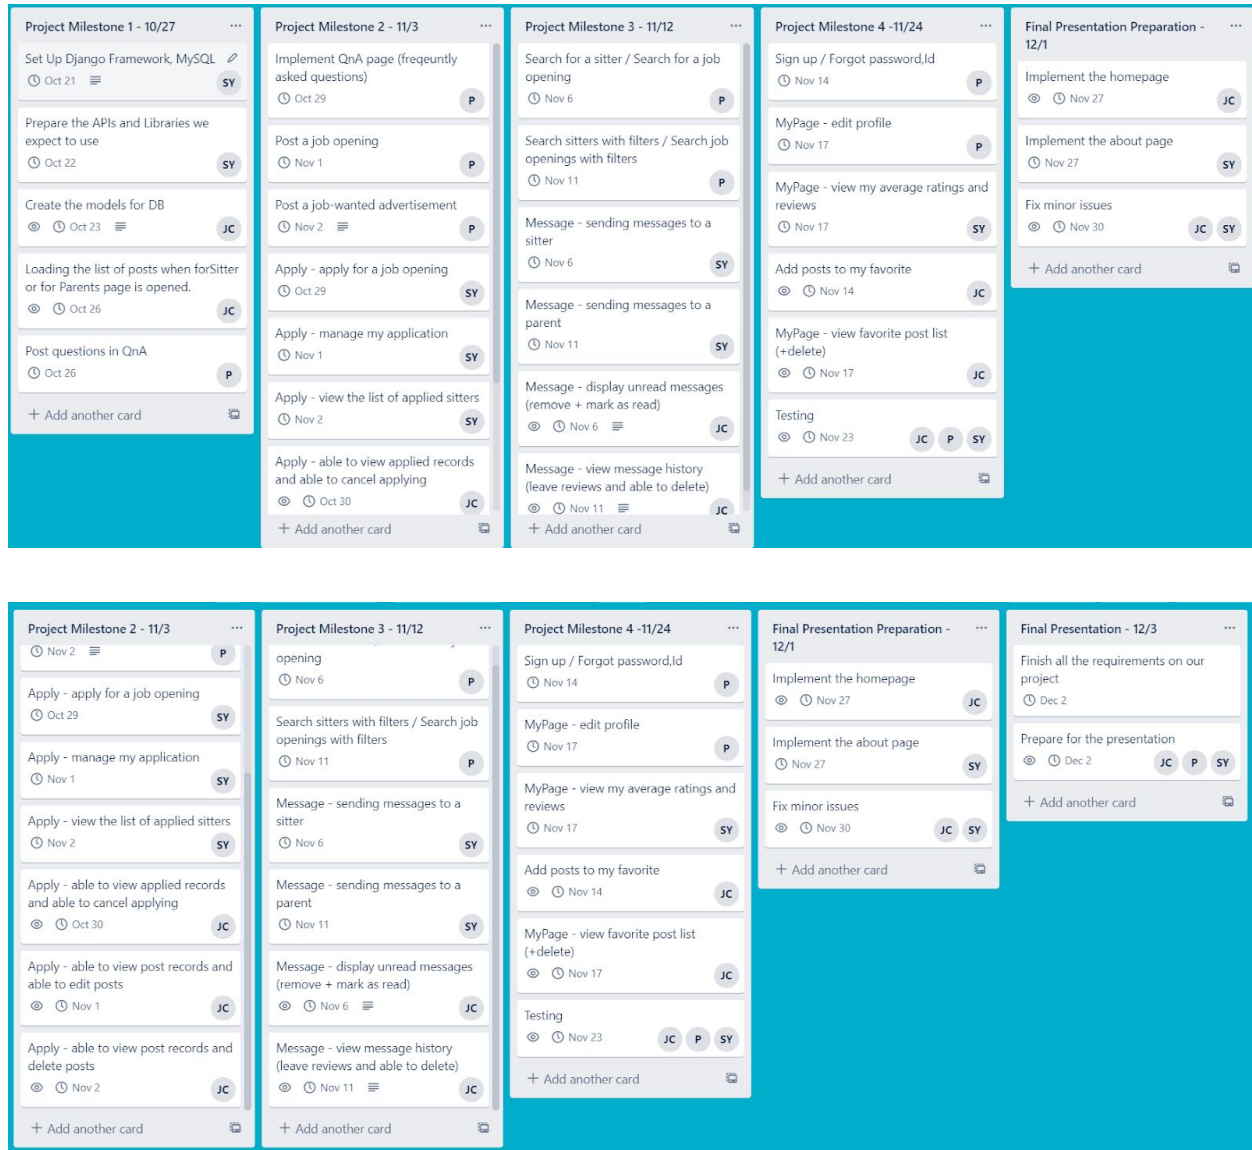 Project Milestone 1 - 10/27
Set Up Django Framework, MySQL
Oct 21
SY
Prepare the APIs and Libraries we
expect to use
Oct 22
SY
Create the models for DB
Oct 23
JC
Loading the list of posts when forSitter
or for Parents page is opened.
Oct 26
JC
Post questions in QnA
Oct 26
P
+ Add another card
Project Milestone 2 - 11/3
Implement QnA page (freqeuntly
asked questions)
Oct 29
P
Post a job opening
Nov 1
P
Post a job-wanted advertisement
Nov 2
P
Apply - apply for a job opening
Oct 29
SY
Apply - manage my application
Nov 1
SY
Apply - view the list of applied sitters
Nov 2
SY
Apply - able to view applied records
and able to cancel applying
Oct 30
JC
+ Add another card
Project Milestone 3 - 11/12
Search for a sitter / Search for a job
opening
Nov 6
P
Search sitters with filters / Search job
openings with filters
Nov 11
P
Message - sending messages to a
sitter
Nov 6
SY
Message - sending messages to a
parent
Nov 11
SY
Message - display unread messages
(remove + mark as read)
Nov 6
JC
Message - view message history
(leave reviews and able to delete)
Nov 11
JC
+ Add another card
Project Milestone 4 -11/24
Sign up / Forgot password,Id
Nov 14
P
MyPage - edit profile
Nov 17
P
MyPage - view my average ratings and
reviews
Nov 17
SY
Add posts to my favorite
Nov 14
JC
MyPage - view favorite post list
(+delete)
Nov 17
JC
Testing
Nov 23
JC P SY
+ Add another card
Final Presentation Preparation -
12/1
Implement the homepage
Nov 27
JC
Implement the about page
Nov 27
SY
Fix minor issues
Nov 30
JC SY
+ Add another card
Project Milestone 2 - 11/3
Nov 2
P
Apply - apply for a job opening
Oct 29
SY
Apply - manage my application
Nov 1
SY
Apply - view the list of applied sitters
Nov 2
SY
Apply - able to view applied records
and able to cancel applying
Oct 30
JC
Apply - able to view post records and
able to edit posts
Nov 1
JC
Apply - able to view post records and
delete posts
Nov 2
JC
+ Add another card
Project Milestone 3 - 11/12
opening
Nov 6
P
Search sitters with filters / Search job
openings with filters
Nov 11
P
Message - sending messages to a
sitter
Nov 6
SY
Message - sending messages to a
parent
Nov 11
SY
Message - display unread messages
(remove + mark as read)
Nov 6
JC
Message - view message history
(leave reviews and able to delete)
Nov 11
JC
+ Add another card
Project Milestone 4 -11/24
Sign up / Forgot password,Id
Nov 14
P
MyPage - edit profile
Nov 17
P
MyPage - view my average ratings and
reviews
Nov 17
SY
Add posts to my favorite
Nov 14
JC
MyPage - view favorite post list
(+delete)
Nov 17
JC
Testing
Nov 23
JC P SY
+ Add another card
Final Presentation Preparation -
12/1
Implement the homepage
Nov 27
JC
Implement the about page
Nov 27
SY
Fix minor issues
Nov 30
JC SY
+ Add another card
Final Presentation - 12/3
Finish all the requirements on our
project
Dec 2
Prepare for the presentation
Dec 2
JC P SY
+ Add another card